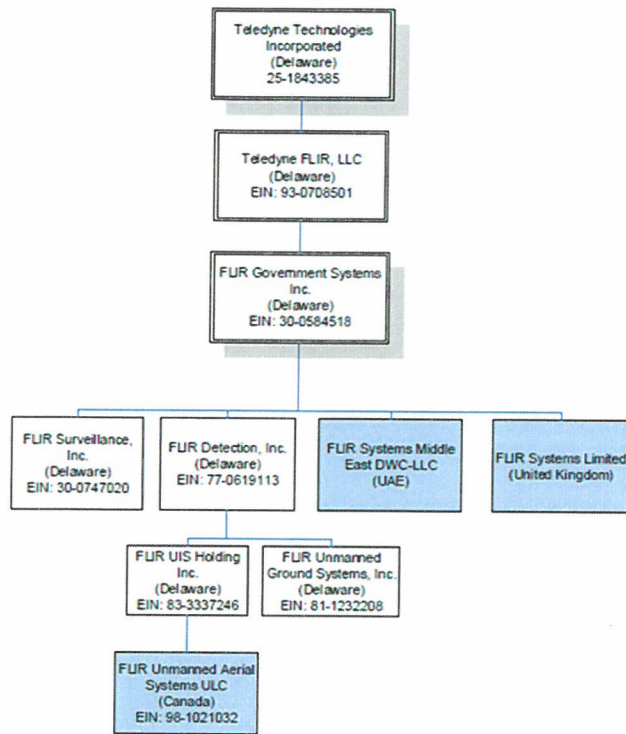 Teledyne Technologies
Incorporated
(Delaware)
25-1843385
Teledyne FLIR, LLC
(Delaware)
EIN: 93-0708501
FLIR Government Systems
Inc.
(Delaware)
EIN: 30-0584518
FLIR Surveillance,
Inc.
(Delaware)
EIN: 30-0747020
FLIR Detection, Inc.
(Delaware)
EIN: 77-0619113
FLIR Systems Middle
East DWC-LLC
(UAE)
FLIR Systems Limited
(United Kingdom)
FLIR UIS Holding
Inc.
(Delaware)
EIN: 83-3337246
FLIR Unmanned
Ground Systems, Inc.
(Delaware)
EIN: 81-1232208
FLIR Unmanned Aerial
Systems ULC
(Canada)
EIN: 98-1021032